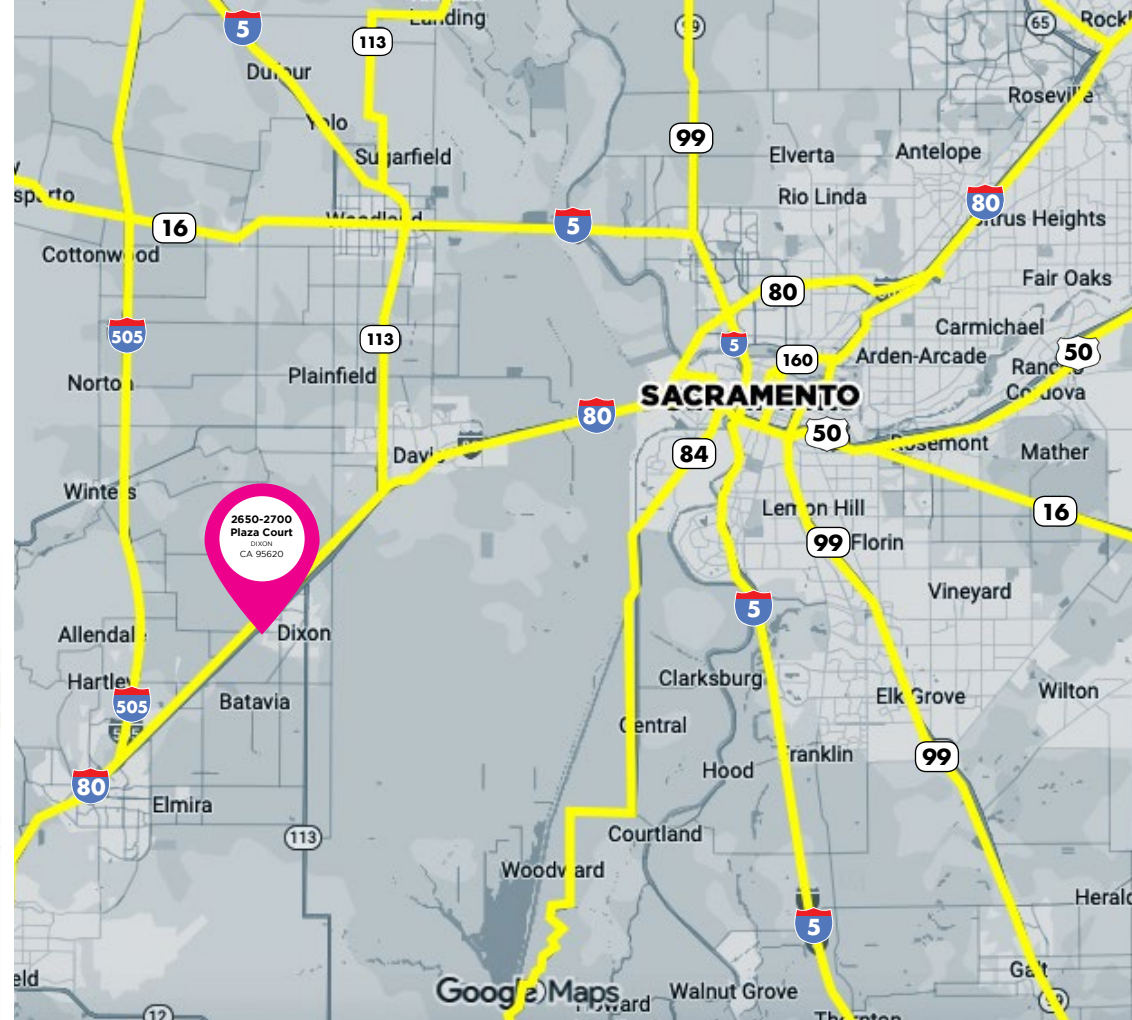 Landing
5
113
99
65
Dufour
Roseville
Yolo
99
Sugarfield
Elverta
Antelope
Rio Linda
80
16
Woodland
5
Citrus Heights
Cottonwood
Fair Oaks
80
505
113
5
Carmichael
160
Arden-Arcade
50
Norton
Plainfield
Rancho
Cordova
SACRAMENTO
80
50
Davis
84
Rosemont
Mather
Winters
Lemon Hill
16
2650-2700
Plaza Court
DIXON
CA 95620
99
Florin
Vineyard
5
Allendale
Dixon
Hartley
505
Batavia
Clarksburg
Elk Grove
Wilton
Central
Franklin
99
Hood
80
Elmira
113
Courtland
Woodward
5
Galt
Google Maps
Walnut Grove
99
12